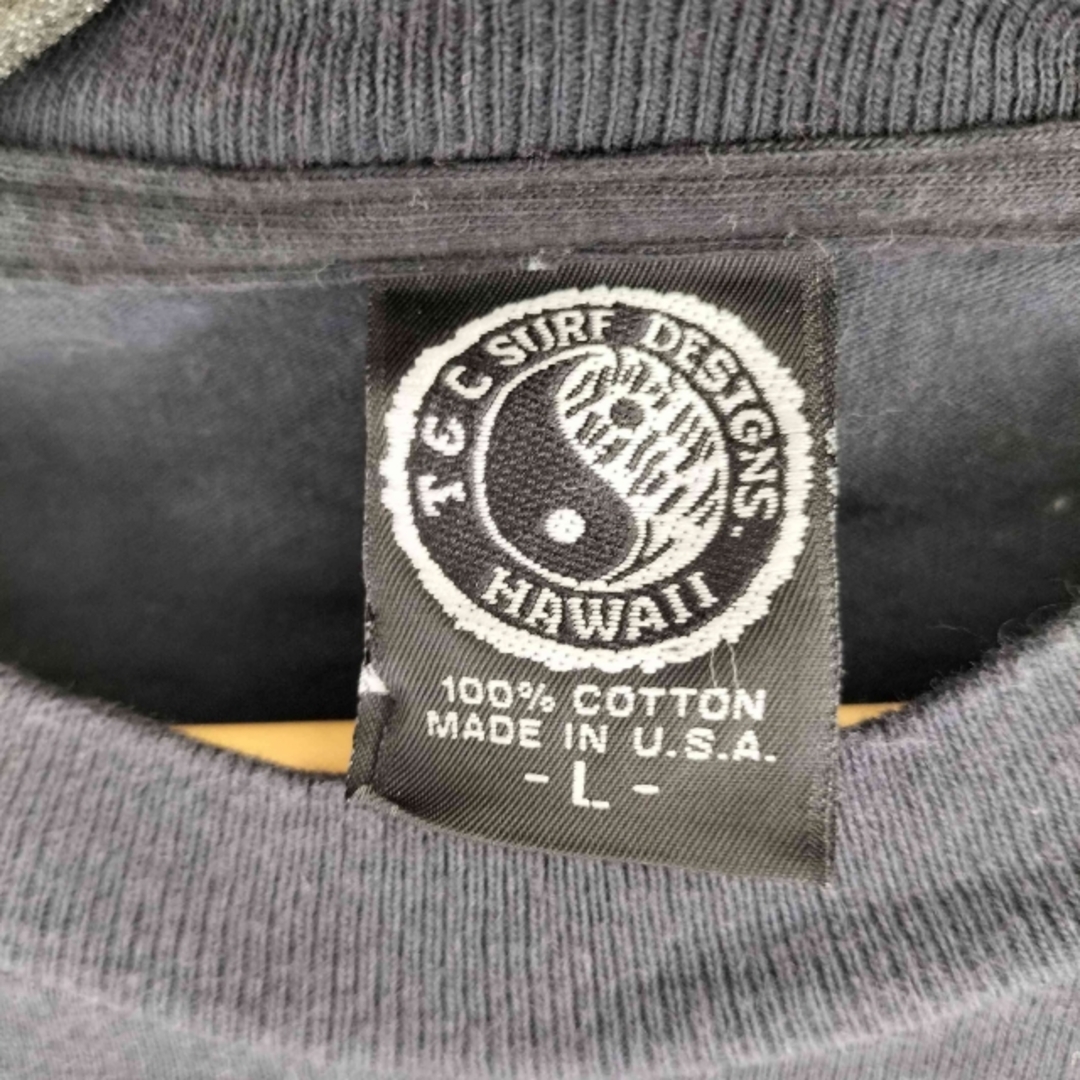 T&C SURF DESIGNS.
HAWAII
100% COTTON
MADE IN U.S.A.
- L -